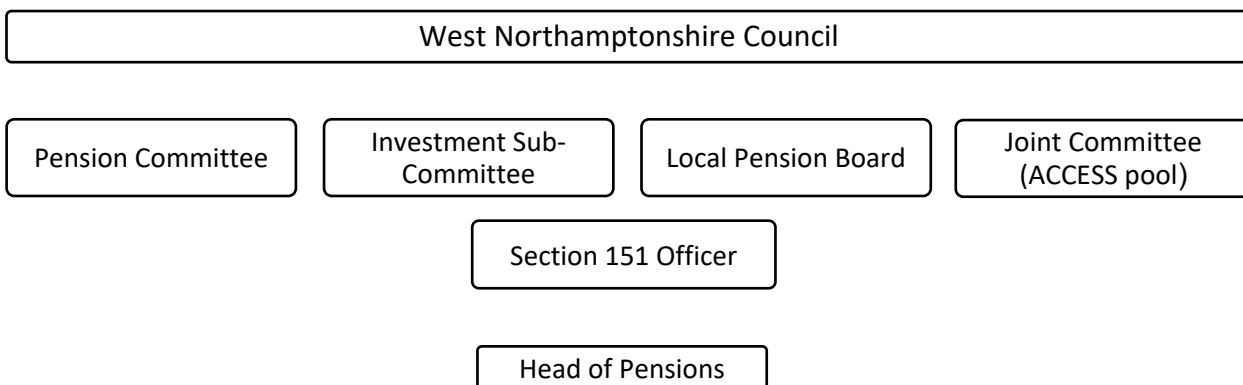 West Northamptonshire Council
Pension Committee
Investment Sub-
Committee
Local Pension Board
Joint Committee
(ACCESS pool)
Section 151 Officer
Head of Pensions